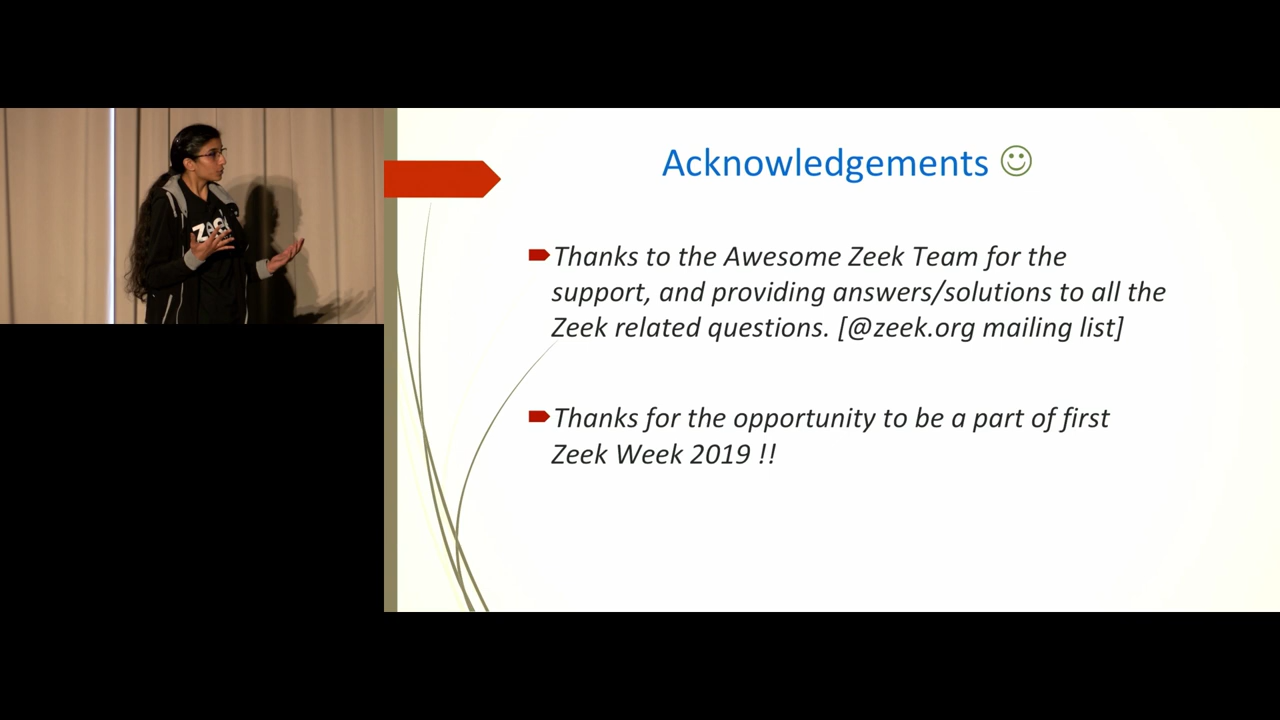 Acknowledgements
Thanks to the Awesome Zeek Team for the
support, and providing answers/solutions to all the
Zeek related questions. [@zeek.org mailing list]
Thanks for the opportunity to be a part of first
Zeek Week 2019 !!